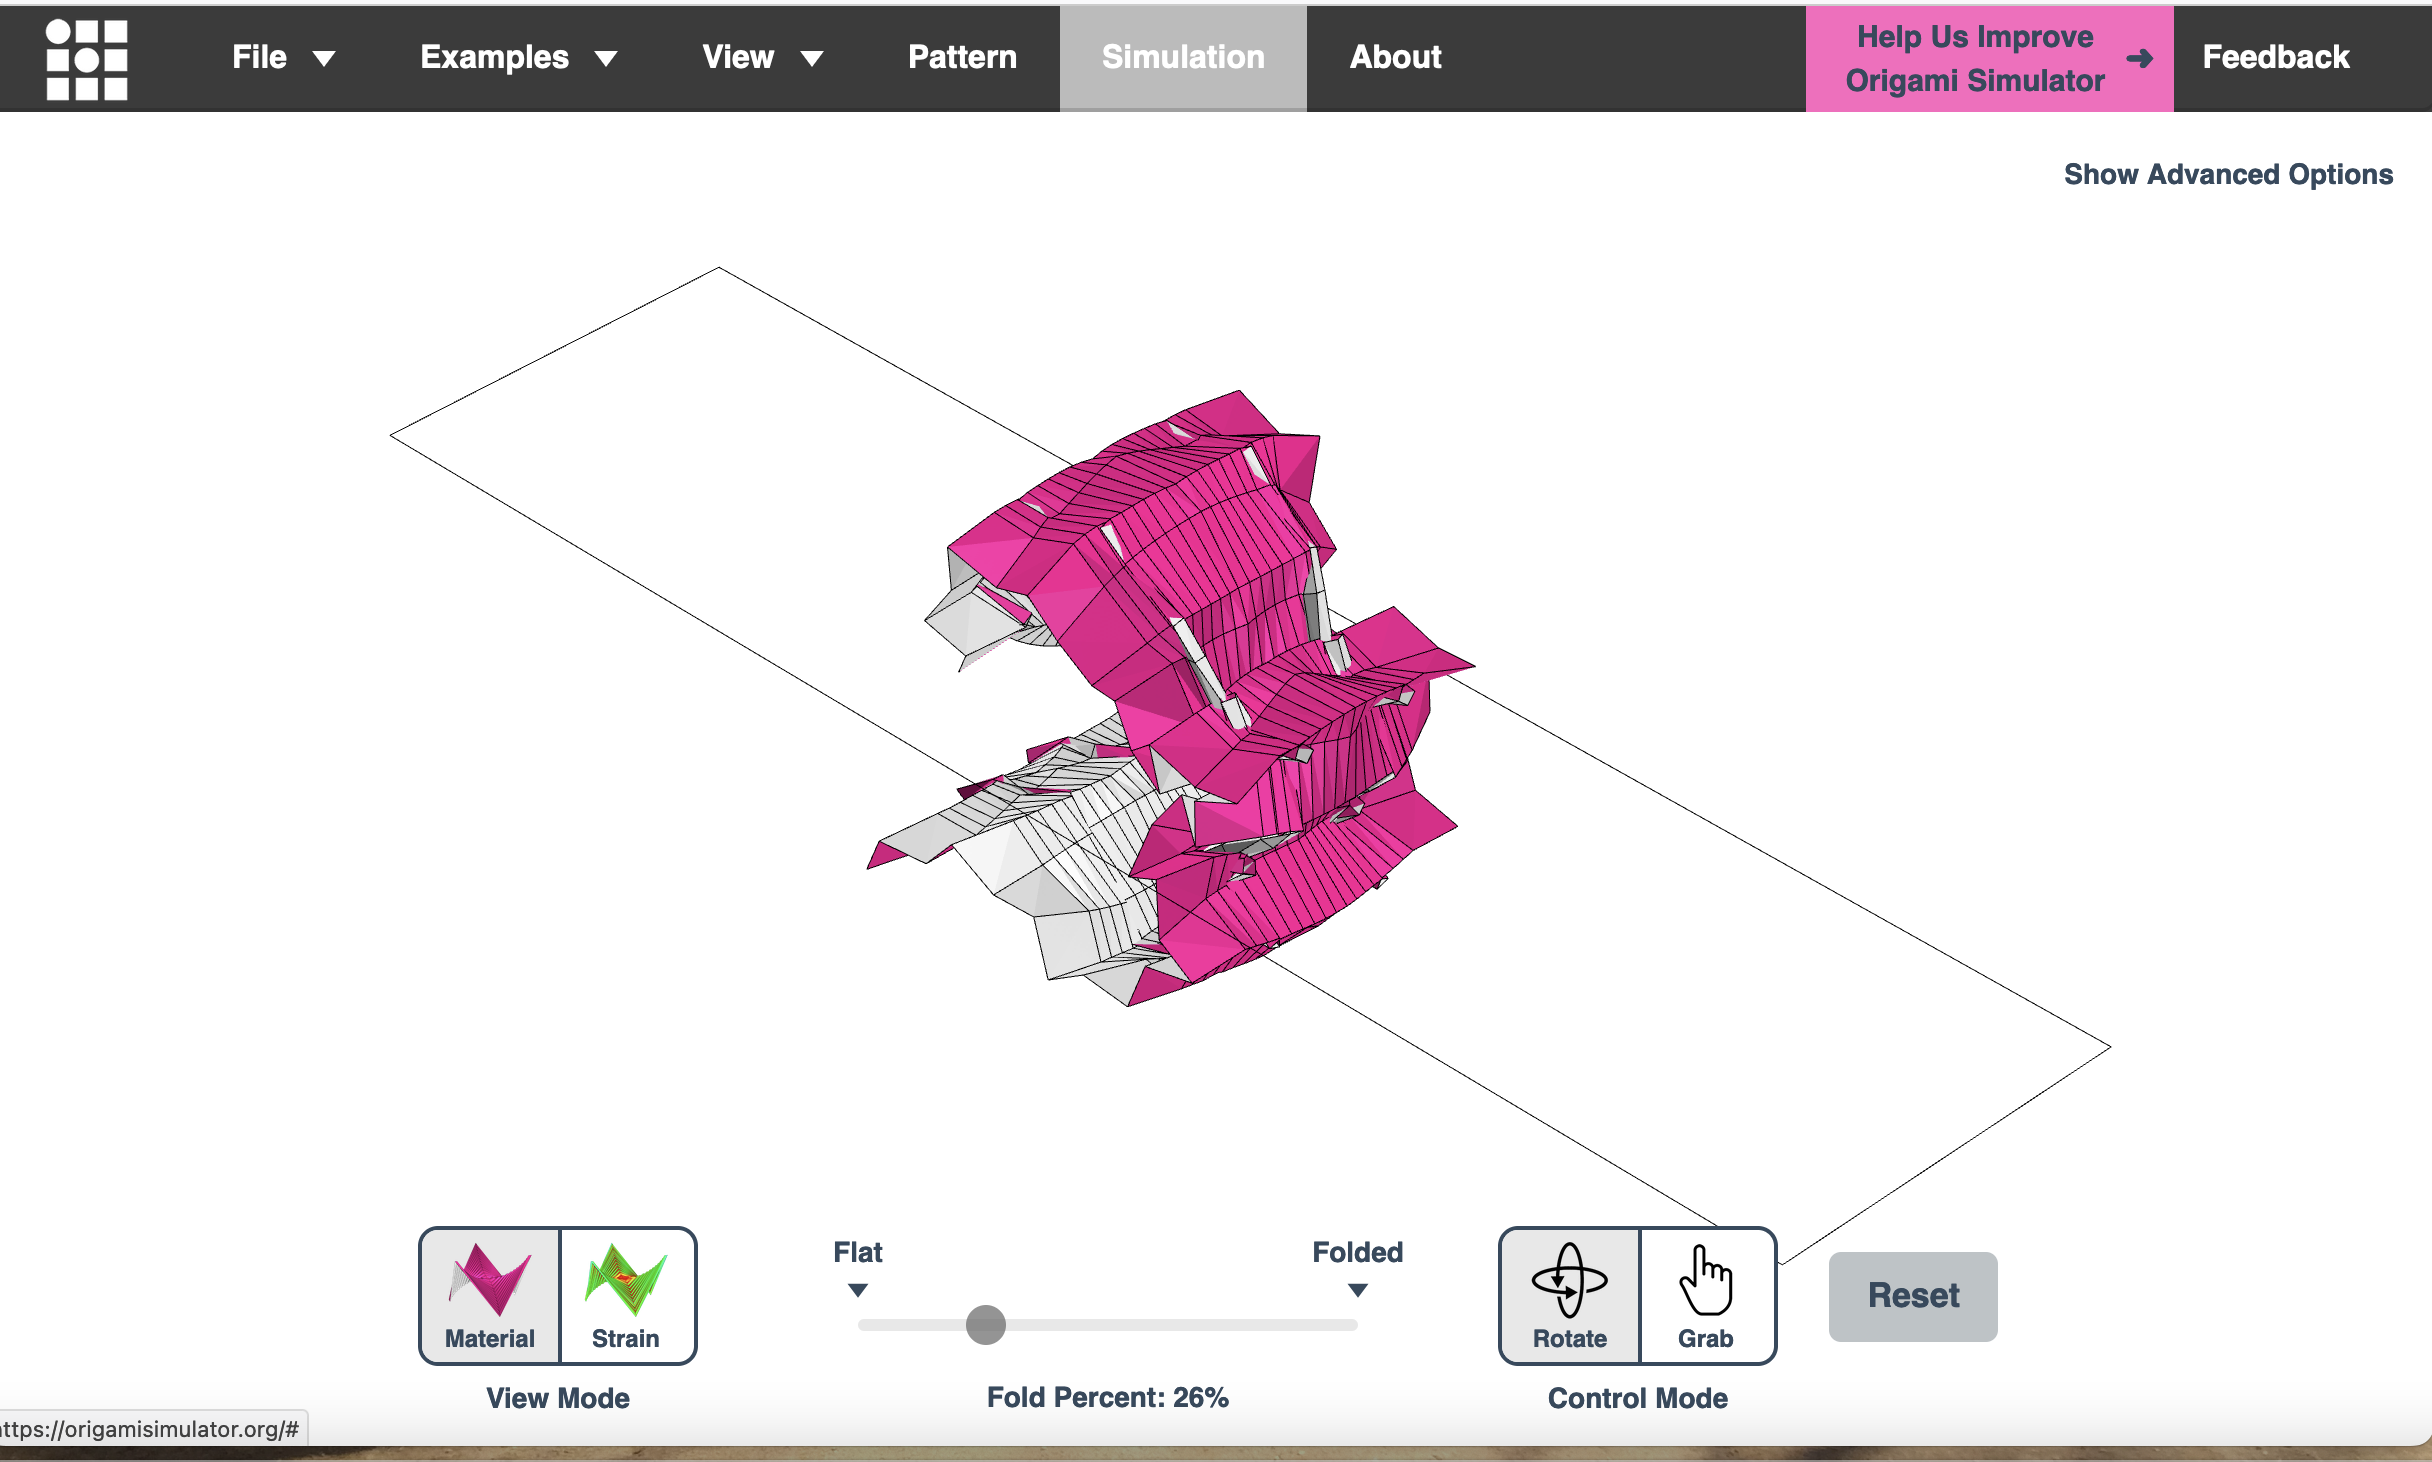 File ▼ Examples ▼ View ▼ Pattern Simulation About
Help Us Improve
Origami Simulator
Feedback
Show Advanced Options
Flat
Folded
Material
Strain
Rotate
Grab
Reset
View Mode
Fold Percent: 26%
Control Mode
ttps://origamisimulator.org/#